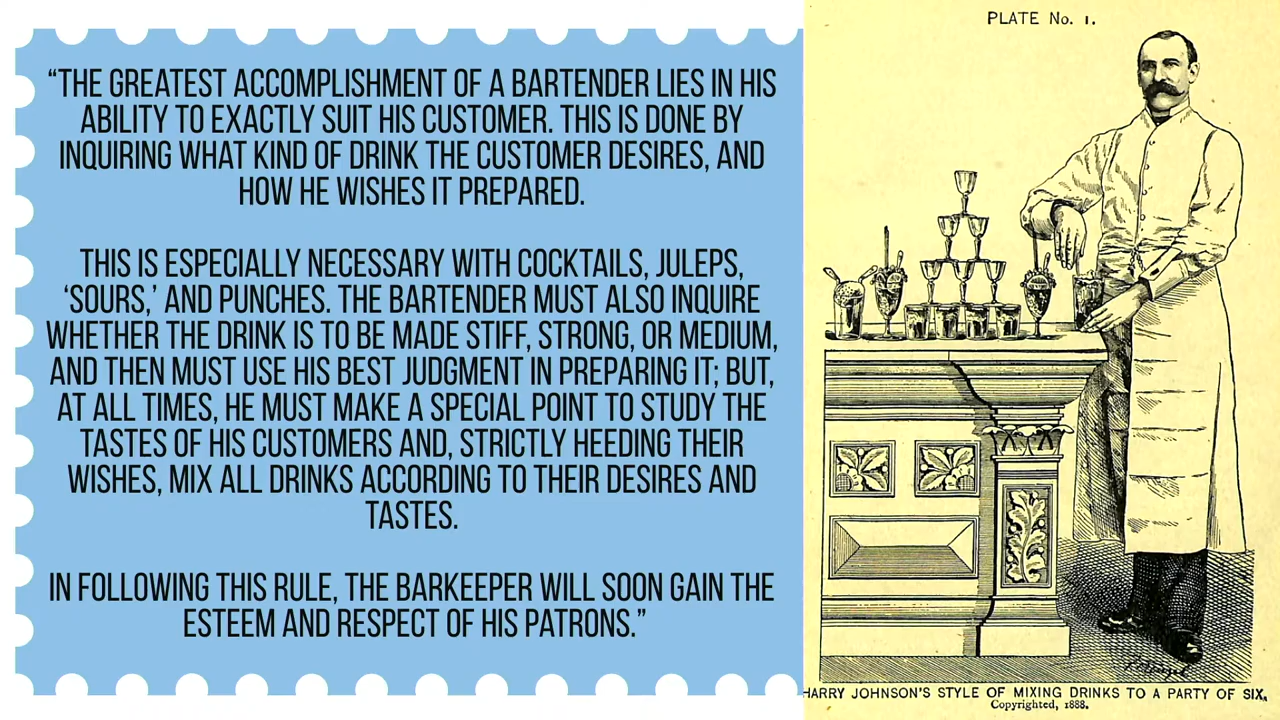 “THE GREATEST ACCOMPLISHMENT OF A BARTENDER LIES IN HIS
ABILITY TO EXACTLY SUIT HIS CUSTOMER. THIS IS DONE BY
INQUIRING WHAT KIND OF DRINK THE CUSTOMER DESIRES, AND
HOW HE WISHES IT PREPARED.
THIS IS ESPECIALLY NECESSARY WITH COCKTAILS, JULEPS,
‘SOURS,’ AND PUNCHES. THE BARTENDER MUST ALSO INQUIRE
WHETHER THE DRINK IS TO BE MADE STIFF, STRONG, OR MEDIUM,
AND THEN MUST USE HIS BEST JUDGMENT IN PREPARING IT; BUT,
AT ALL TIMES, HE MUST MAKE A SPECIAL POINT TO STUDY THE
TASTES OF HIS CUSTOMERS AND, STRICTLY HEEDING THEIR
WISHES, MIX ALL DRINKS ACCORDING TO THEIR DESIRES AND
TASTES.
IN FOLLOWING THIS RULE, THE BARKEEPER WILL SOON GAIN THE
ESTEEM AND RESPECT OF HIS PATRONS.”
PLATE No. 1.
HARRY JOHNSON'S STYLE OF MIXING DRINKS TO A PARTY OF SIX.
Copyrighted, 1888.